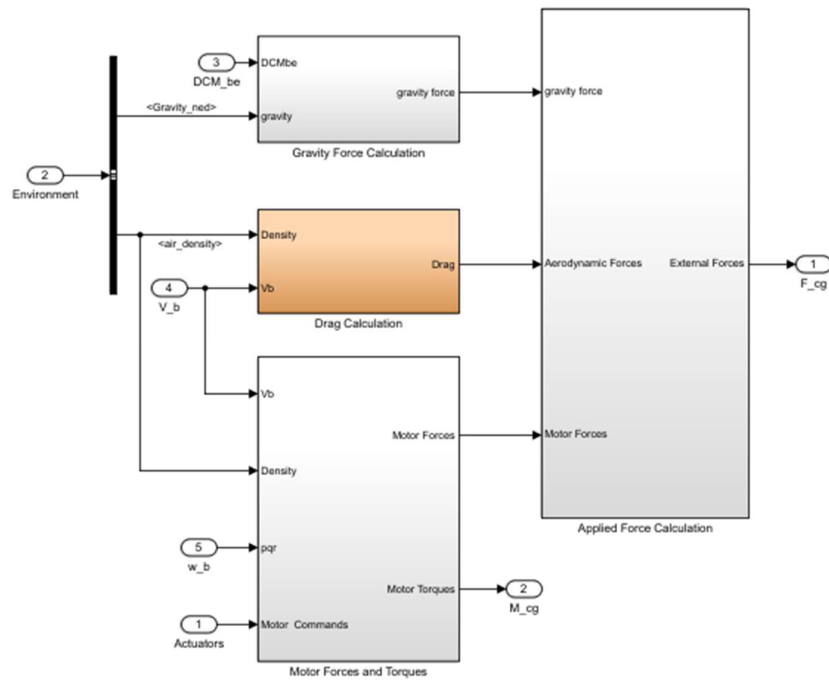 3
DCM_be
DCMbe
gravity force
<Gravity_ned>
gravity
Gravity Force Calculation
gravity force
2
Environment
<air_density>
Density
Drag
4
V_b
Vb
Drag Calculation
Aerodynamic Forces
External Forces
1
F_cg
Vb
Motor Forces
Motor Forces
Density
Applied Force Calculation
5
w_b
pqr
Motor Torques
2
M_cg
1
Actuators
Motor Commands
Motor Forces and Torques